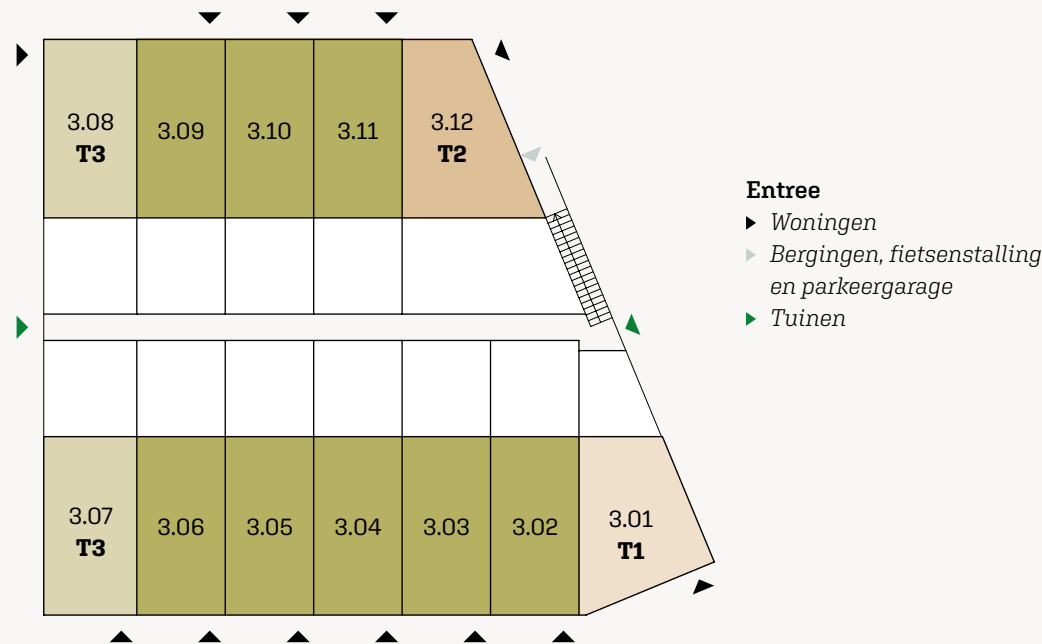 3.08
T3
3.09
3.10
3.11
3.12
T2
Entree
Woningen
Bergingen, fietsenstalling
en parkeergarage
Tuinen
3.07
T3
3.06
3.05
3.04
3.03
3.02
3.01
T1